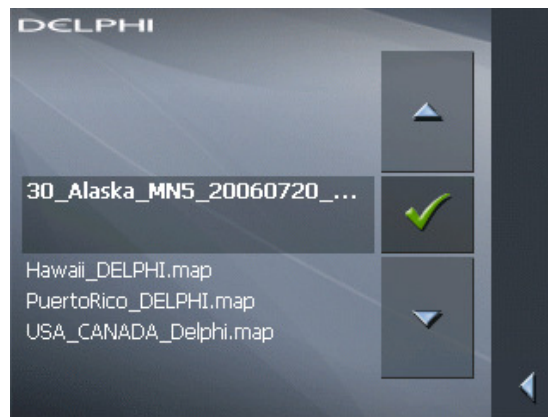 DELPHI
30_Alaska_MN5_20060720_...
Hawaii_DELPHI.map
PuertoRico_DELPHI.map
USA_CANADA_Delphi.map